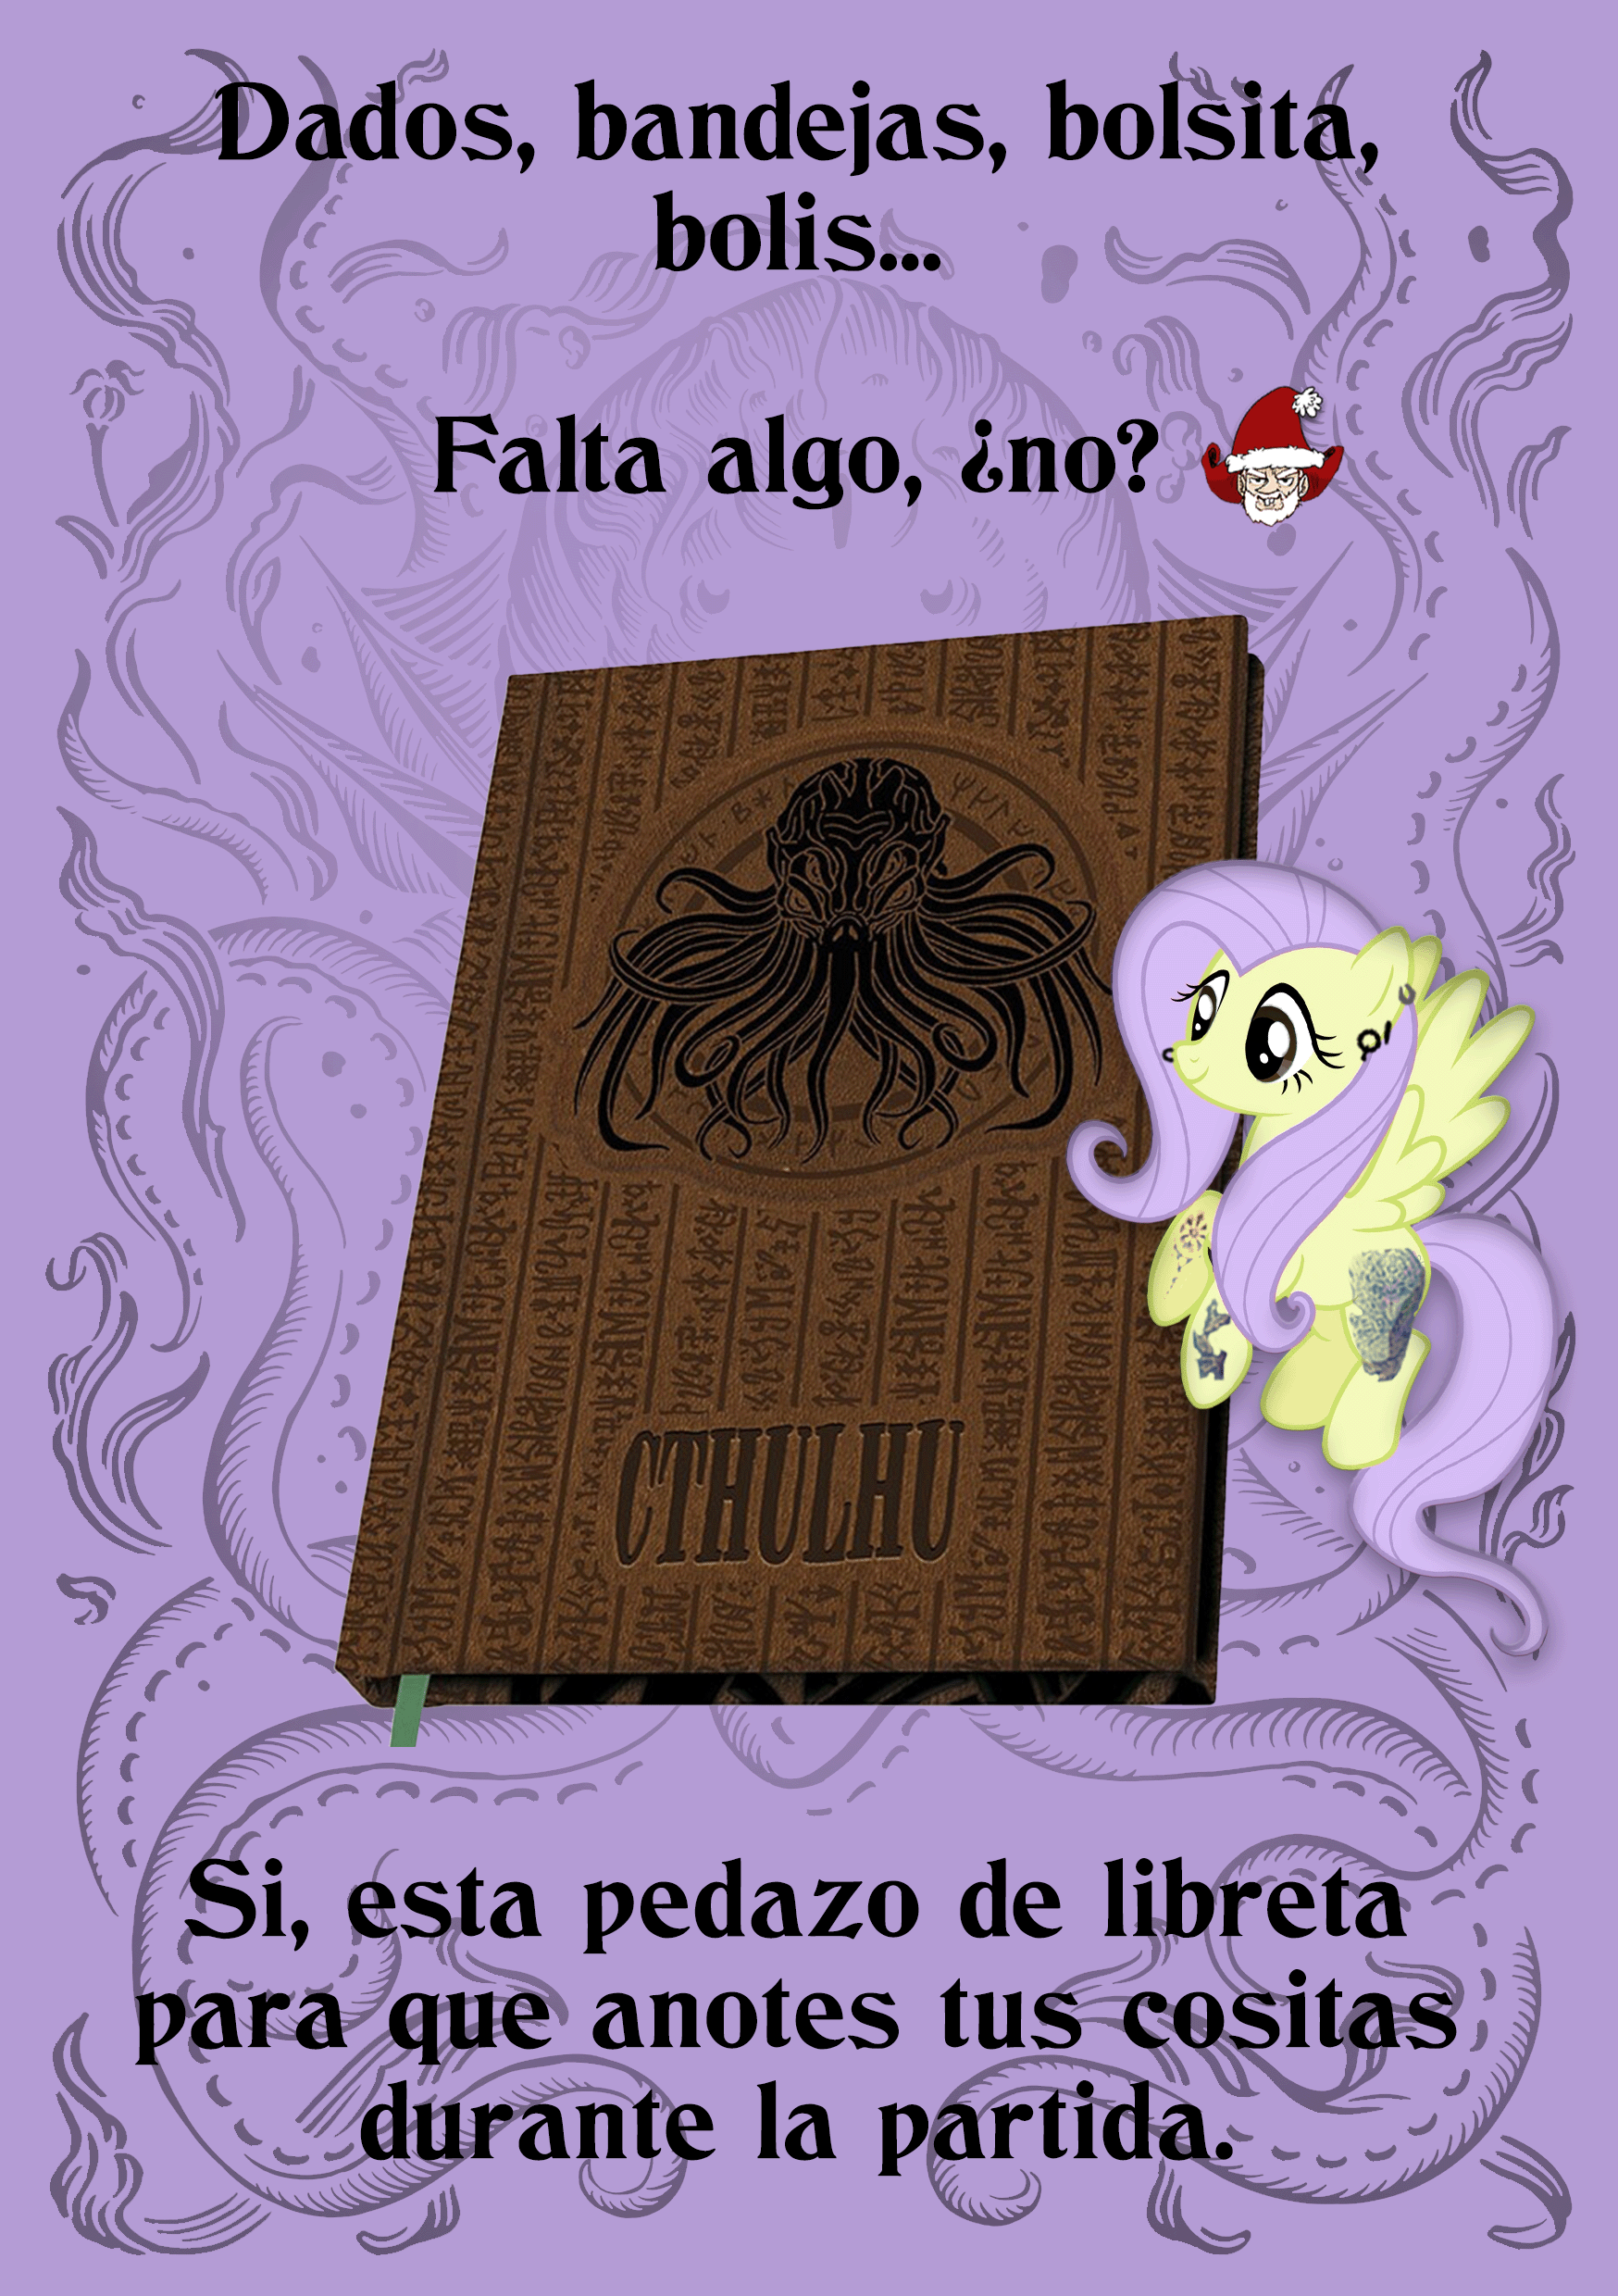 Dados, bandejas, bolsita,
bolis...
Falta algo, ¿no?
CTHULHU
Si, esta pedazo de libreta
para que anotes tus cositas
durante la partida.